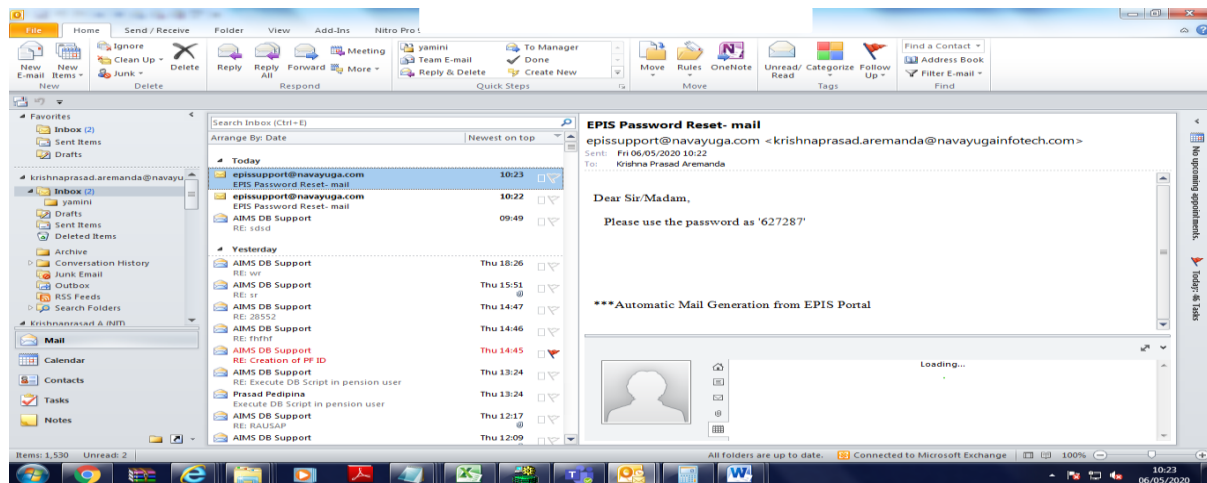 File Home Send / Receive Folder View Add-Ins Nitro Pro
New E-mail
New Items
New
Ignore
Clean Up
Junk
Delete
Delete
Reply
Reply All
Forward
Meeting
More
Respond
yamini
Team E-mail
Reply & Delete
To Manager
Done
Create New
Quick Steps
Move
Rules
OneNote
Move
Unread/ Read
Categorize
Follow Up
Tags
Find a Contact
Address Book
Filter E-mail
Find
Favorites
Inbox (2)
Sent Items
Drafts
krishnaprasad.aremanda@navayu
Inbox (2)
yamini
Drafts
Sent Items
Deleted Items
Archive
Conversation History
Junk Email
Outbox
RSS Feeds
Search Folders
Krishnaprasad A (NIT)
Mail
Calendar
Contacts
Tasks
Notes
Search Inbox (Ctrl+E)
Arrange By: Date Newest on top
Today
epissupport@navayuga.com 10:23
EPIS Password Reset- mail
epissupport@navayuga.com 10:22
EPIS Password Reset- mail
AIMS DB Support 09:49
RE: sdsd
Yesterday
AIMS DB Support Thu 18:26
RE: wr
AIMS DB Support Thu 15:51
RE: sr
AIMS DB Support Thu 14:47
RE: 28552
AIMS DB Support Thu 14:46
RE: fhfhf
AIMS DB Support Thu 14:45
RE: Creation of PF ID
AIMS DB Support Thu 13:24
RE: Execute DB Script in pension user
Prasad Pedipina Thu 13:24
Execute DB Script in pension user
AIMS DB Support Thu 12:17
RE: RAUSAP
AIMS DB Support Thu 12:09
EPIS Password Reset- mail
epissupport@navayuga.com <krishnaprasad.aremanda@navayugainfotech.com>
Sent: Fri 06/05/2020 10:22
To: Krishna Prasad Aremanda
Dear Sir/Madam,
Please use the password as '627287'
***Automatic Mail Generation from EPIS Portal
Loading...
No upcoming appointments.
Today: 46 Tasks
Items: 1,530 Unread: 2
All folders are up to date. Connected to Microsoft Exchange 100%
10:23
06/05/2020